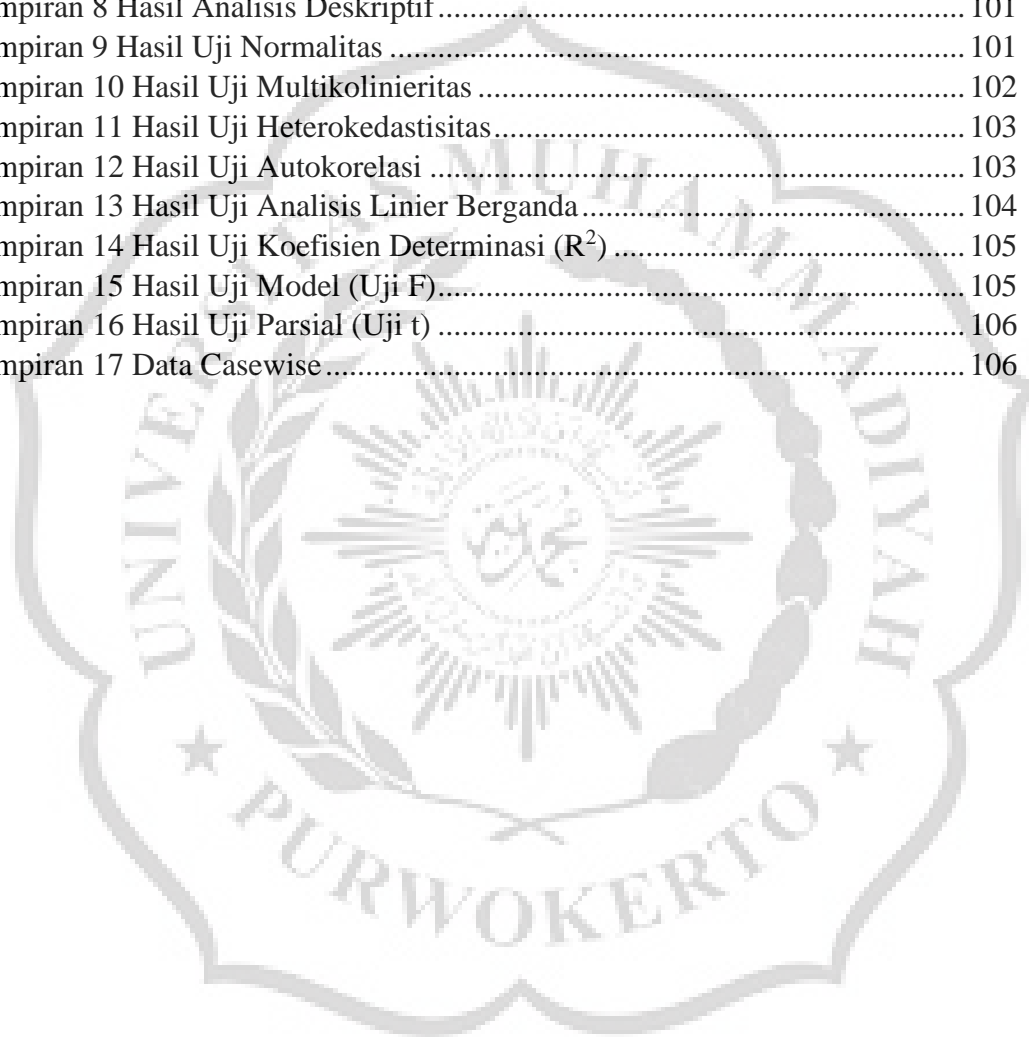 mpiran 8 Hasil Analisis Deskriptif.......... 101
mpiran 9 Hasil Uji Normalitas .......... 101
mpiran 10 Hasil Uji Multikolinieritas .......... 102
mpiran 11 Hasil Uji Heterokedastisitas.......... 103
mpiran 12 Hasil Uji Autokorelasi .......... 103
mpiran 13 Hasil Uji Analisis Linier Berganda.......... 104
mpiran 14 Hasil Uji Koefisien Determinasi (R²) .......... 105
mpiran 15 Hasil Uji Model (Uji F).......... 105
mpiran 16 Hasil Uji Parsial (Uji t) .......... 106
mpiran 17 Data Casewise.......... 106
UNIVERSITAS MUHAMMADIYAH
PURWOKERTO